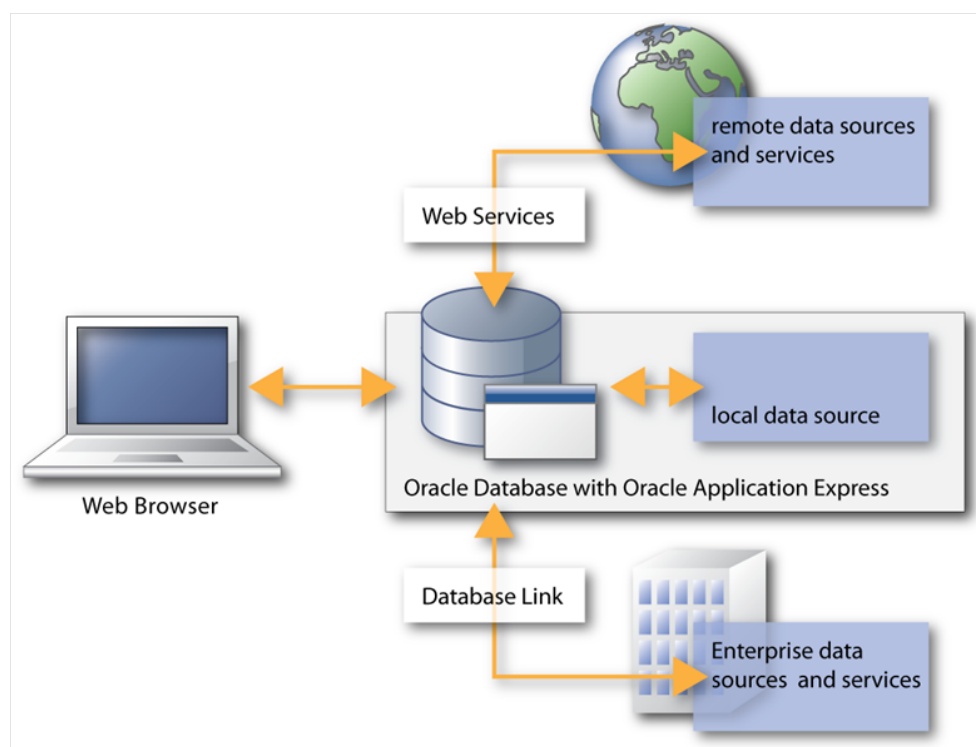 remote data sources
and services
Web Services
local data source
Oracle Database with Oracle Application Express
Web Browser
Database Link
Enterprise data
sources and services